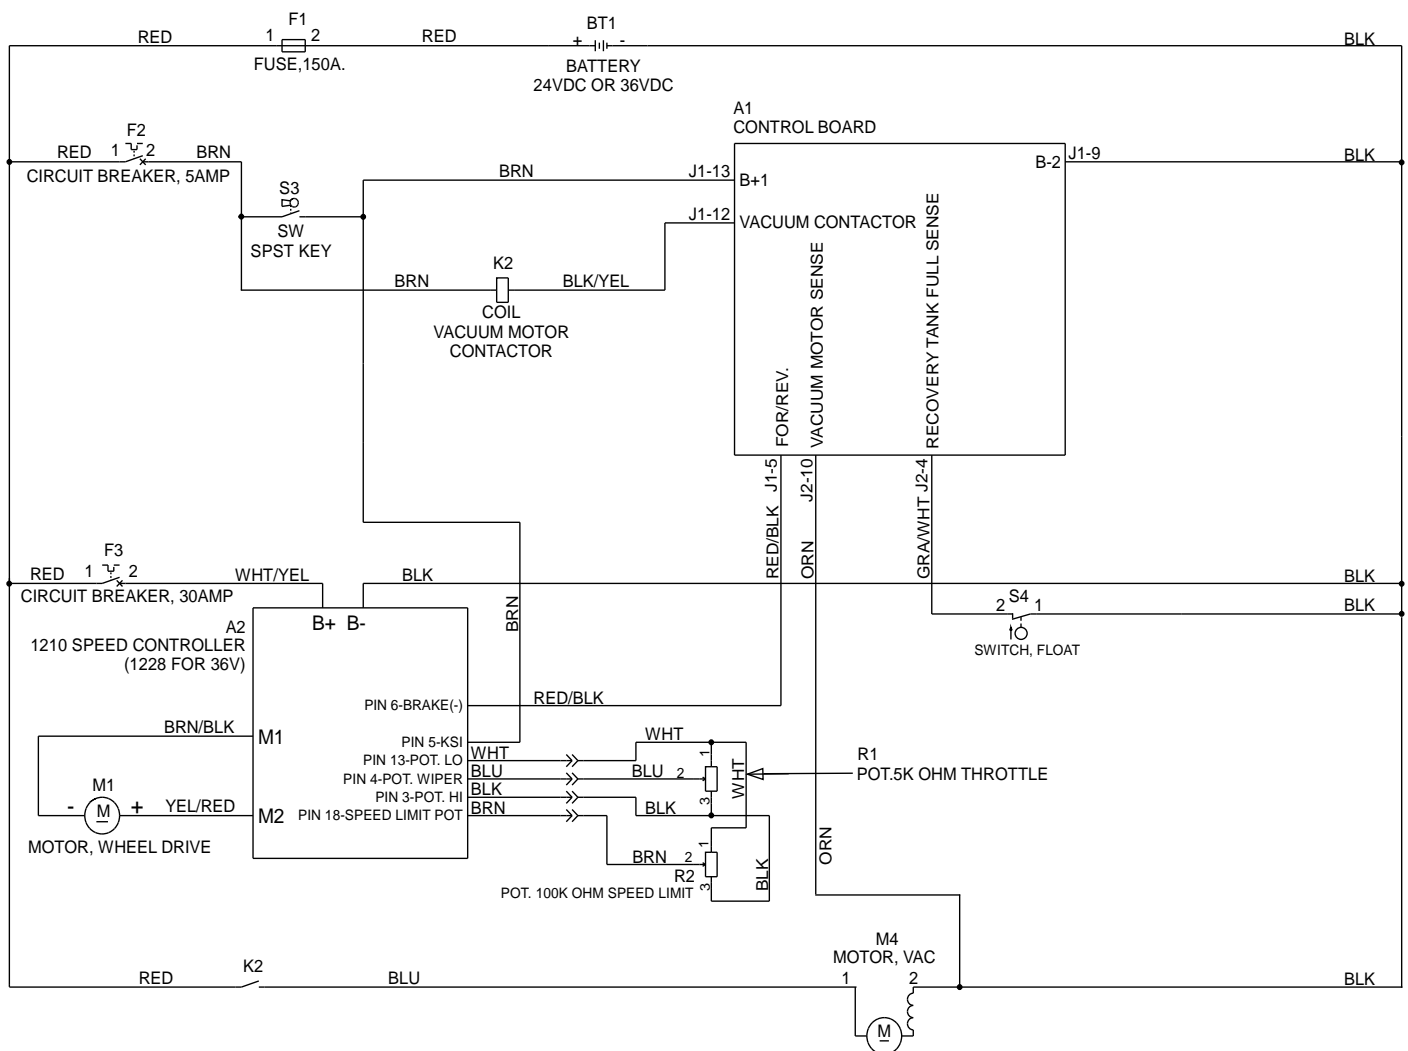 RED
F1
1 2
FUSE,150A.
RED
BT1
+ -
BATTERY
24VDC OR 36VDC
BLK
A1
CONTROL BOARD
F2
RED
1 2
BRN
CIRCUIT BREAKER, 5AMP
S3
SW
SPST KEY
BRN
J1-13
B+1
B-2
J1-9
BLK
J1-12
VACUUM CONTACTOR
K2
BRN
BLK/YEL
COIL
VACUUM MOTOR
CONTACTOR
FOR/REV.
VACUUM MOTOR SENSE
RECOVERY TANK FULL SENSE
J1-5
J2-10
J2-4
RED/BLK
ORN
GRA/WHT
F3
RED
1 2
WHT/YEL
BLK
BLK
CIRCUIT BREAKER, 30AMP
BRN
S4
2 1
BLK
SWITCH, FLOAT
A2
1210 SPEED CONTROLLER
(1228 FOR 36V)
B+ B-
PIN 6-BRAKE(-)
RED/BLK
BRN/BLK
M1
PIN 5-KSI
PIN 13-POT. LO
WHT
WHT
PIN 4-POT. WIPER
BLU
BLU
2
1
3
WHT
R1
POT.5K OHM THROTTLE
PIN 3-POT. HI
BLK
BLK
PIN 18-SPEED LIMIT POT
BRN
M1
- +
M
YEL/RED
M2
MOTOR, WHEEL DRIVE
BRN
2
1
3
BLK
R2
POT. 100K OHM SPEED LIMIT
ORN
M4
MOTOR, VAC
RED
K2
BLU
1 2
BLK
M